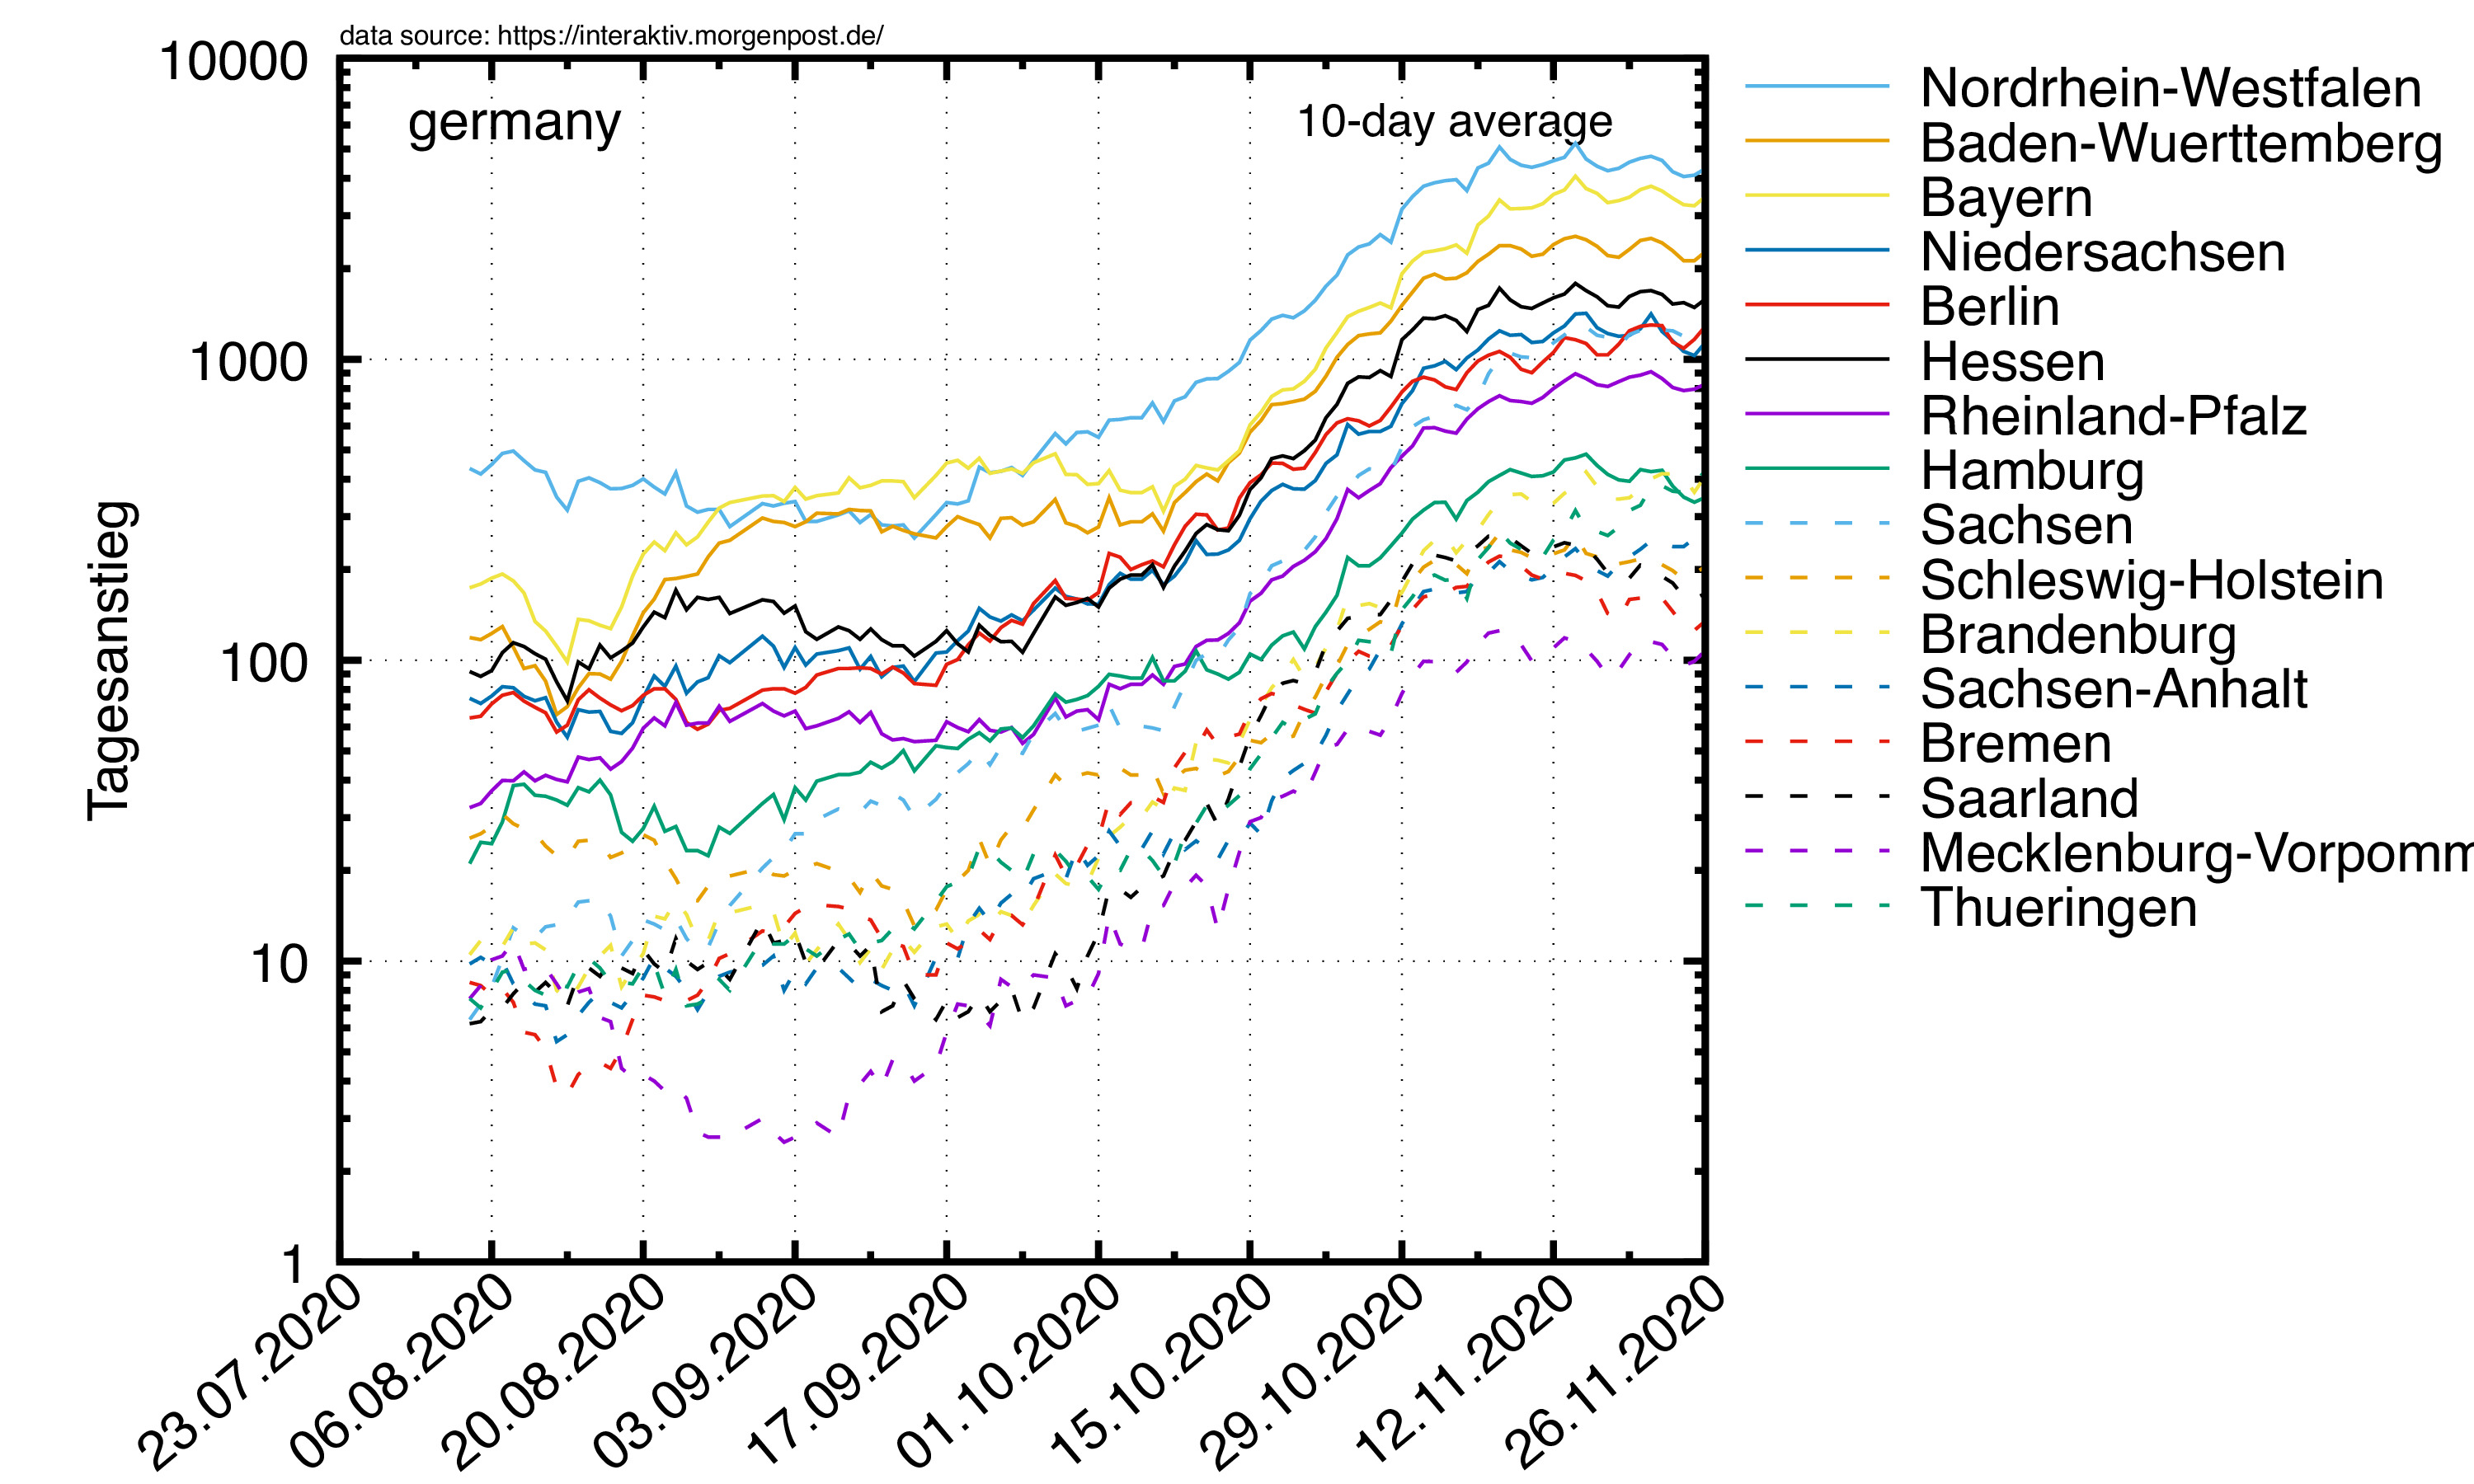 data source: https://interaktiv.morgenpost.de/
10000
1000
100
10
1
Tagesanstieg
germany
10-day average
Nordrhein-Westfalen
Baden-Wuerttemberg
Bayern
Niedersachsen
Berlin
Hessen
Rheinland-Pfalz
Hamburg
Sachsen
Schleswig-Holstein
Brandenburg
Sachsen-Anhalt
Bremen
Saarland
Mecklenburg-Vorpomm
Thueringen
23.07.2020
06.08.2020
20.08.2020
03.09.2020
17.09.2020
01.10.2020
15.10.2020
29.10.2020
12.11.2020
26.11.2020